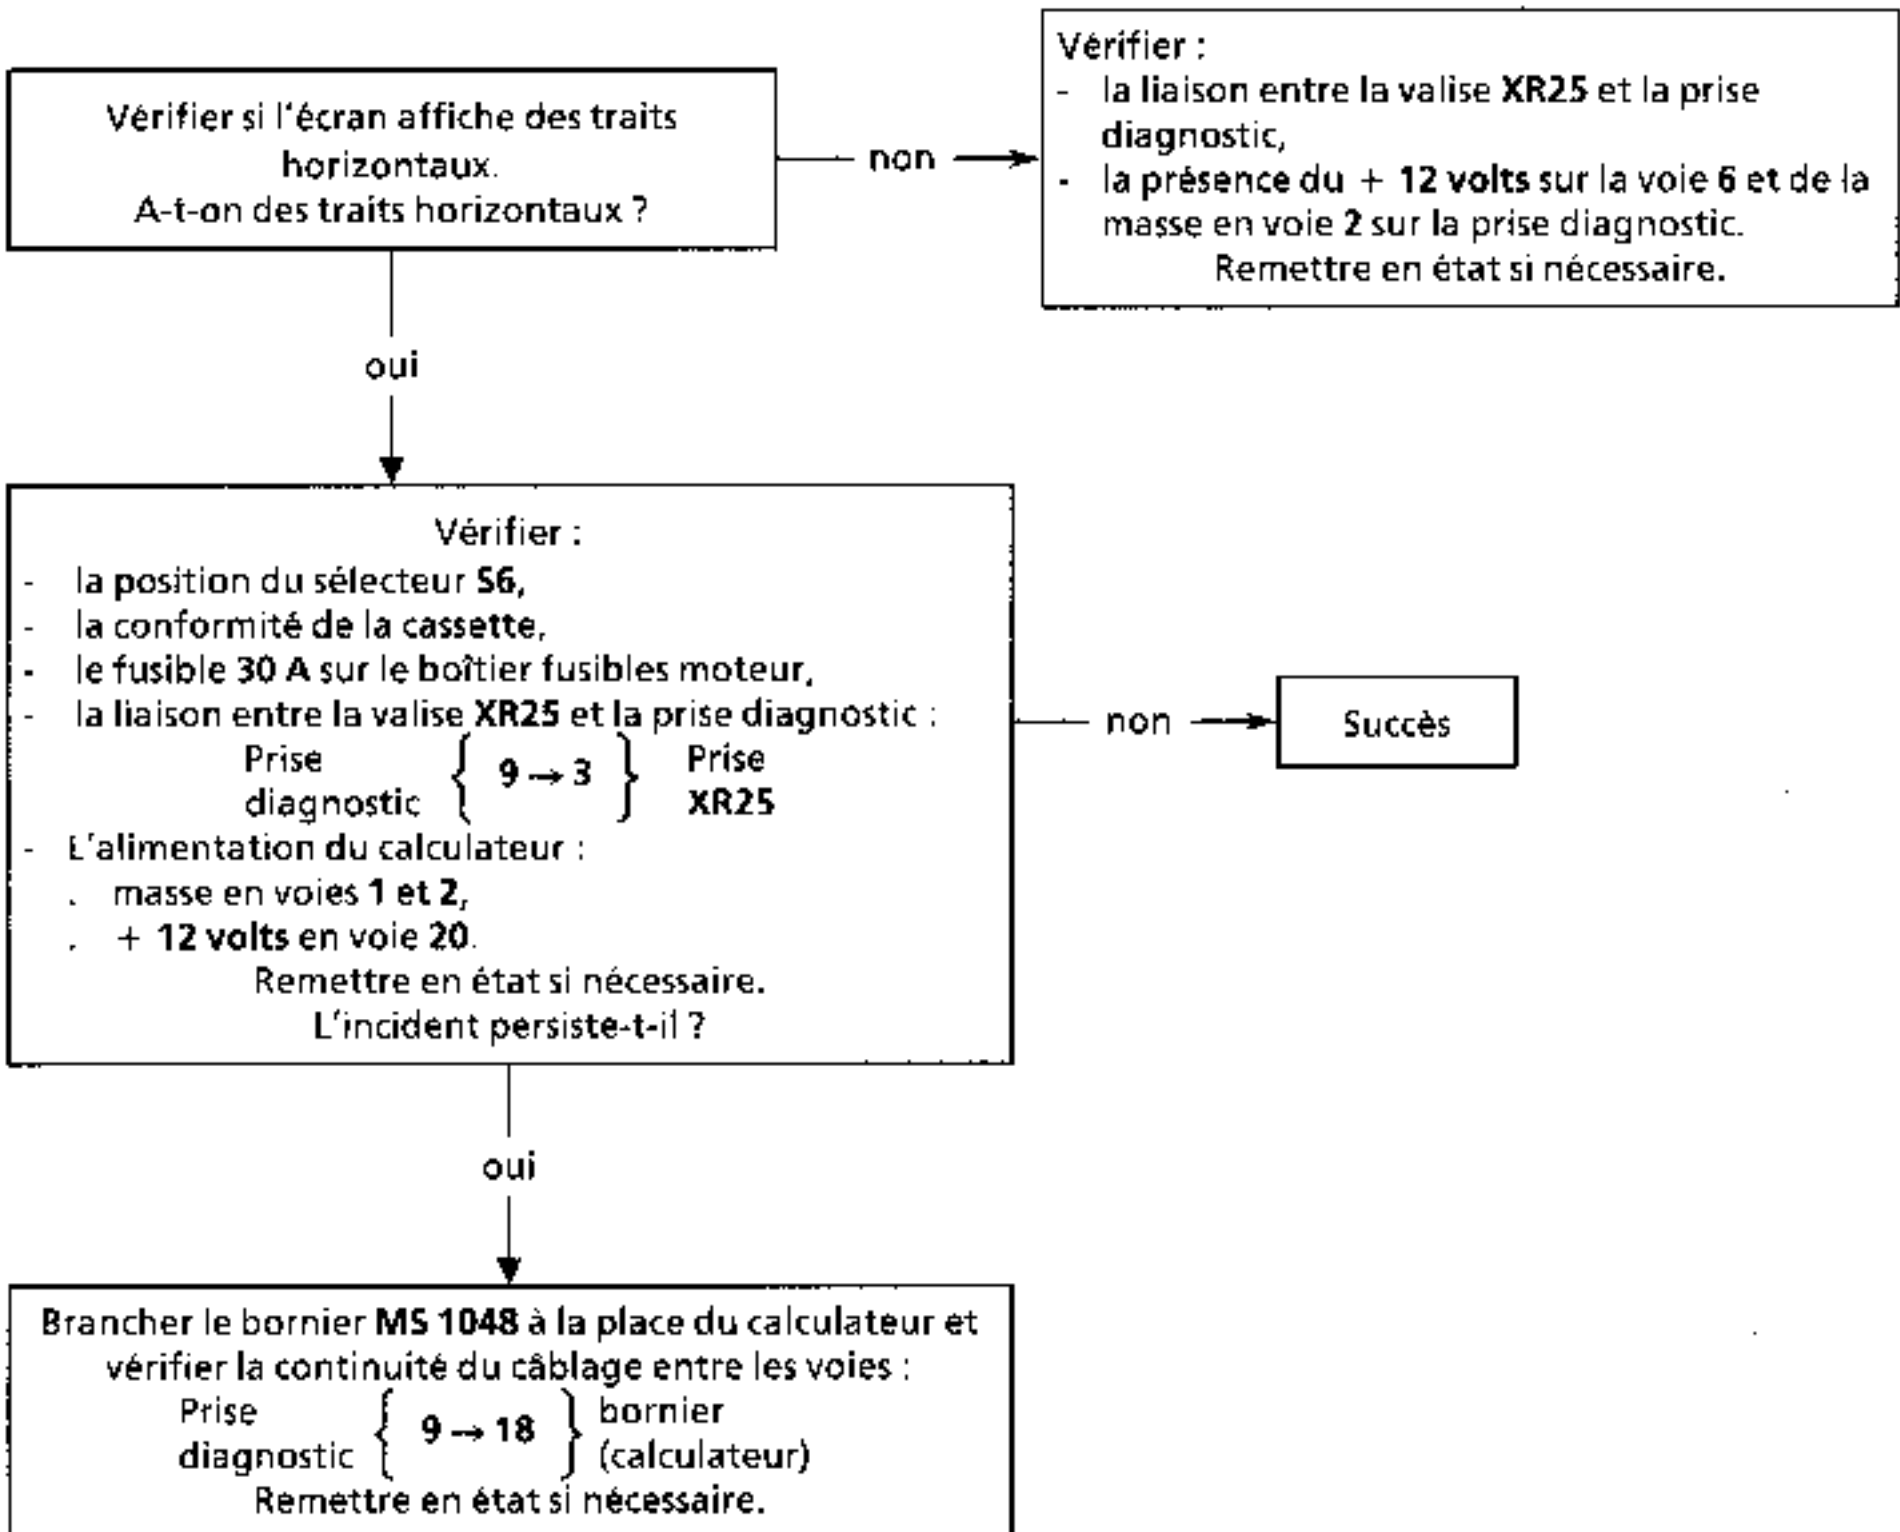 Vérifier si l'écran affiche des traits
horizontaux.
A-t-on des traits horizontaux ?
non
Vérifier :
- la liaison entre la valise XR25 et la prise
diagnostic,
- la présence du + 12 volts sur la voie 6 et de la
masse en voie 2 sur la prise diagnostic.
Remettre en état si nécessaire.
oui
Vérifier :
- la position du sélecteur S6,
- la conformité de la cassette,
- le fusible 30 A sur le boîtier fusibles moteur,
- la liaison entre la valise XR25 et la prise diagnostic :
Prise
diagnostic { 9 → 3 } Prise
XR25
- L'alimentation du calculateur :
. masse en voies 1 et 2,
. + 12 volts en voie 20.
Remettre en état si nécessaire.
L'incident persiste-t-il ?
non
Succès
oui
Brancher le bornier MS 1048 à la place du calculateur et
vérifier la continuité du câblage entre les voies :
Prise
diagnostic { 9 → 18 } bornier
(calculateur)
Remettre en état si nécessaire.